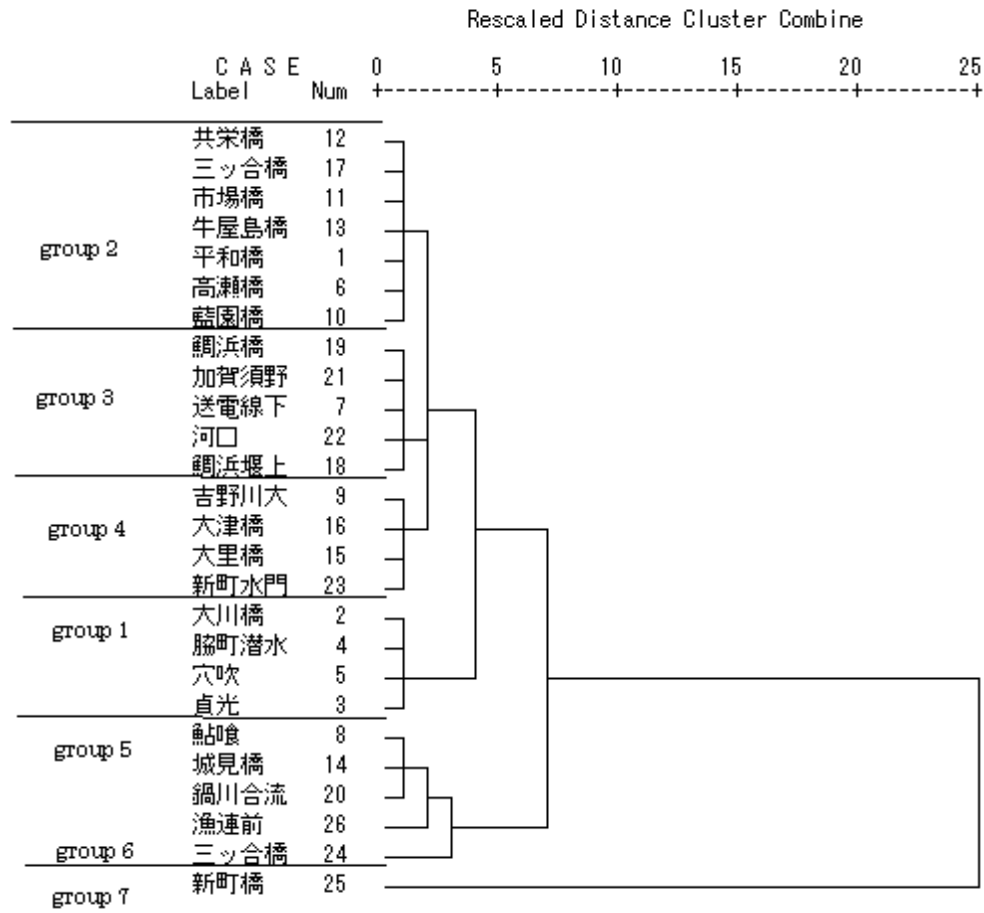 Rescaled Distance Cluster Combine
C A S E 0 5 10 15 20 25
Label Num +---------+---------+---------+---------+---------+
共栄橋 12
三ッ合橋 17
市場橋 11
牛屋島橋 13
group 2
平和橋 1
高瀬橋 6
藍園橋 10
鯛浜橋 19
加賀須野 21
group 3
送電線下 7
河口 22
鯛浜堰上 18
吉野川大 9
group 4
大津橋 16
大里橋 15
新町水門 23
大川橋 2
group 1
脇町潜水 4
穴吹 5
貞光 3
鮎喰 8
group 5
城見橋 14
鍋川合流 20
漁連前 26
group 6 三ッ合橋 24
新町橋 25
group 7